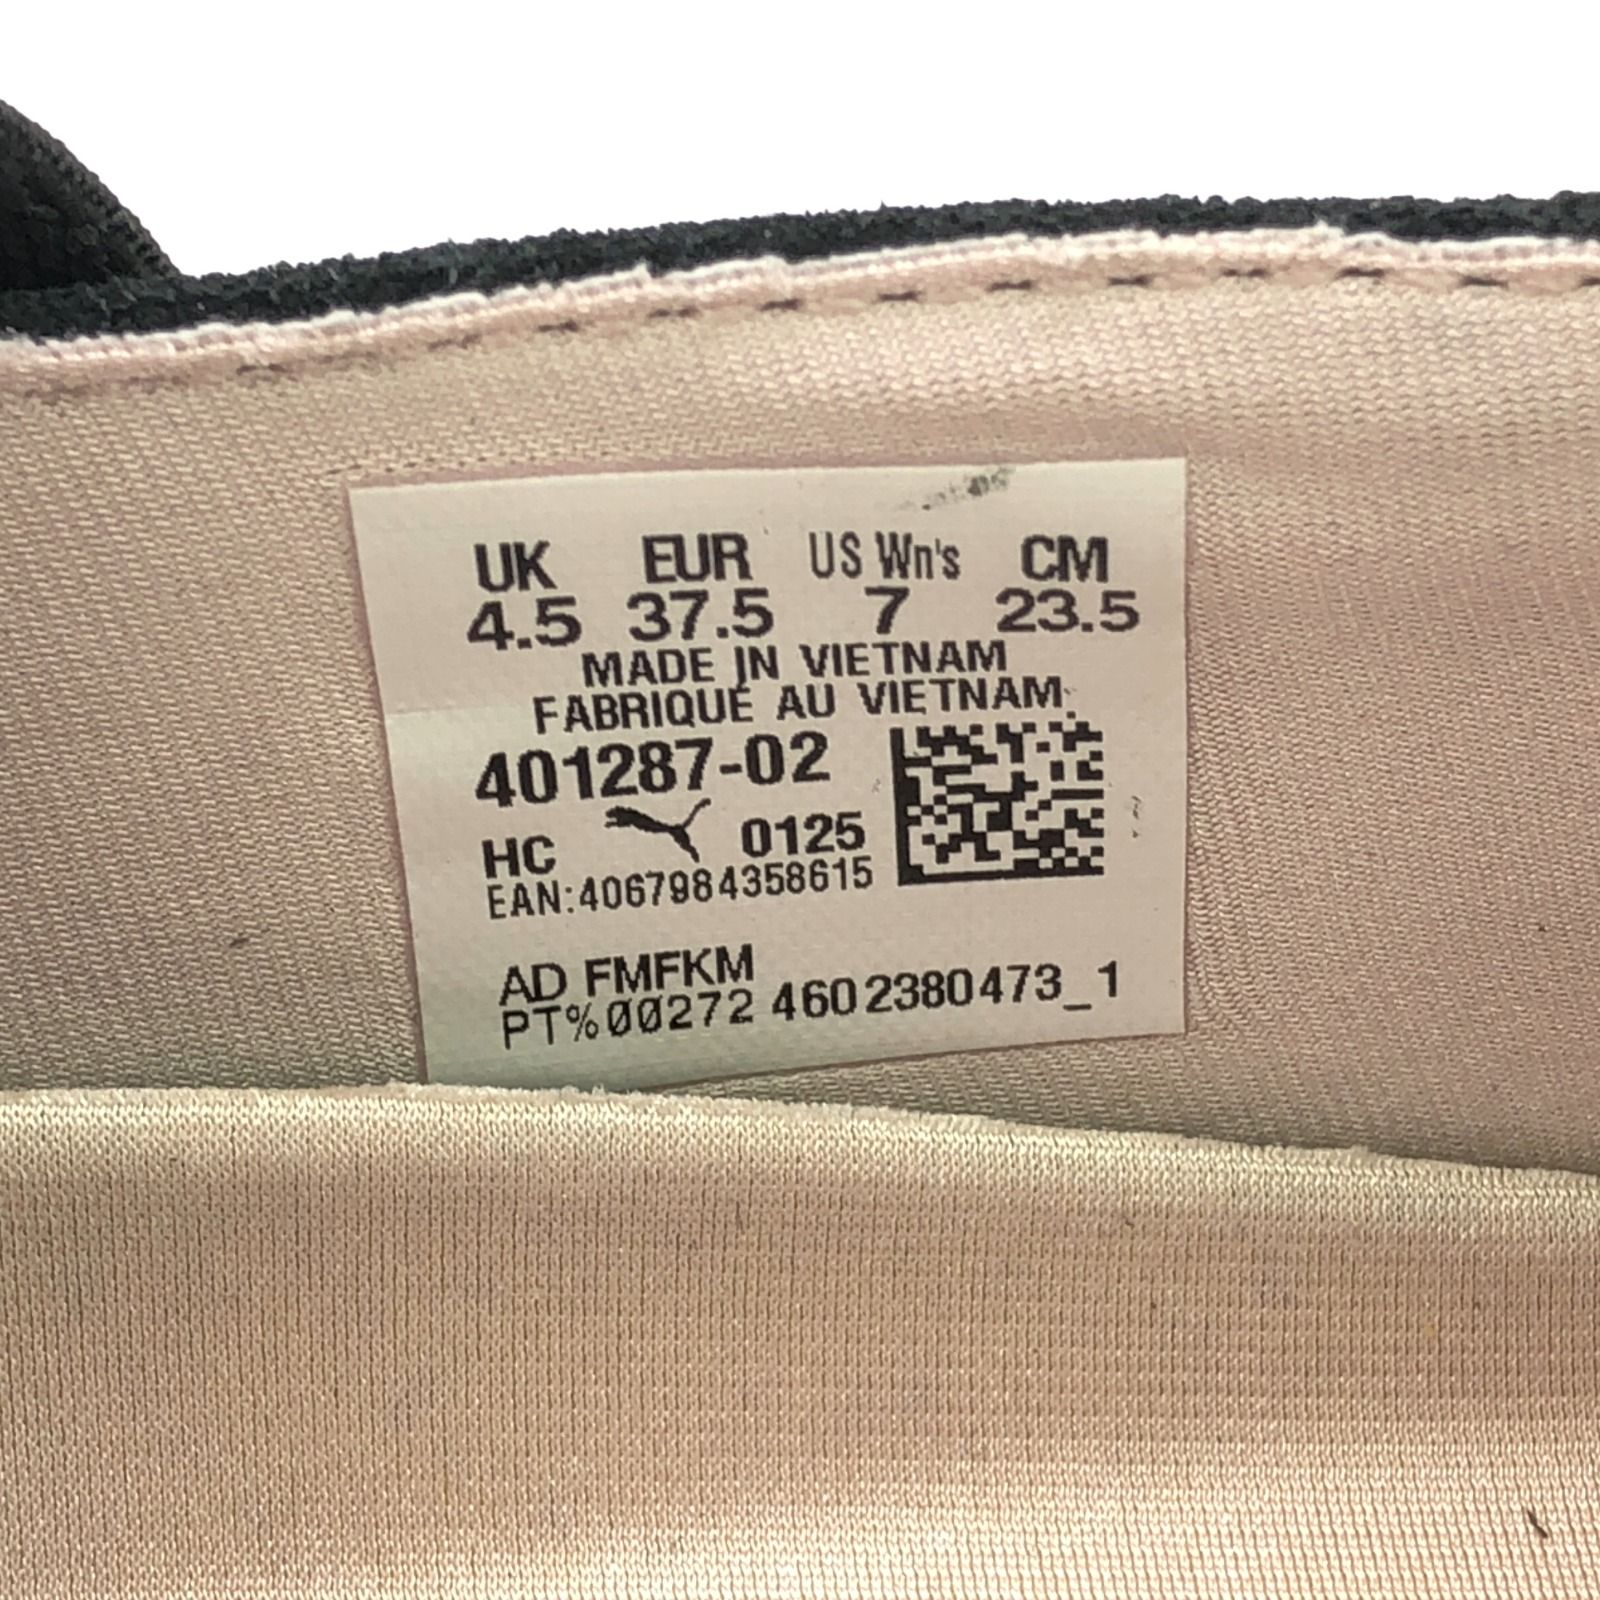 UK EUR US Wn's CM
4.5 37.5 7 23.5
MADE IN VIETNAM
FABRIQUÉ AU VIETNAM
401287-02
HC 0125
EAN:4067984358615
AD FMFKM
PT%00272 4602380473_1